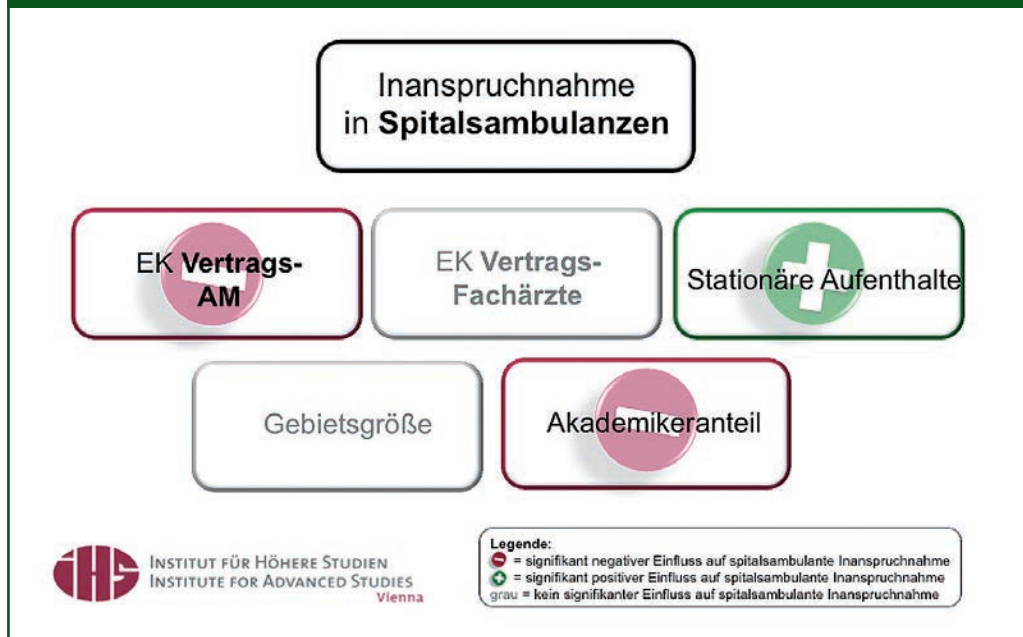 Inanspruchnahme
in Spitalsambulanzen
EK Vertrags-
AM
EK Vertrags-
Fachärzte
Stationäre Aufenthalte
Gebietsgröße
Akademikeranteil
IHS
INSTITUT FÜR HÖHERE STUDIEN
INSTITUTE FOR ADVANCED STUDIES
Vienna
Legende:
= signifikant negativer Einfluss auf spitalsambulante Inanspruchnahme
= signifikant positiver Einfluss auf spitalsambulante Inanspruchnahme
grau = kein signifikanter Einfluss auf spitalsambulante Inanspruchnahme